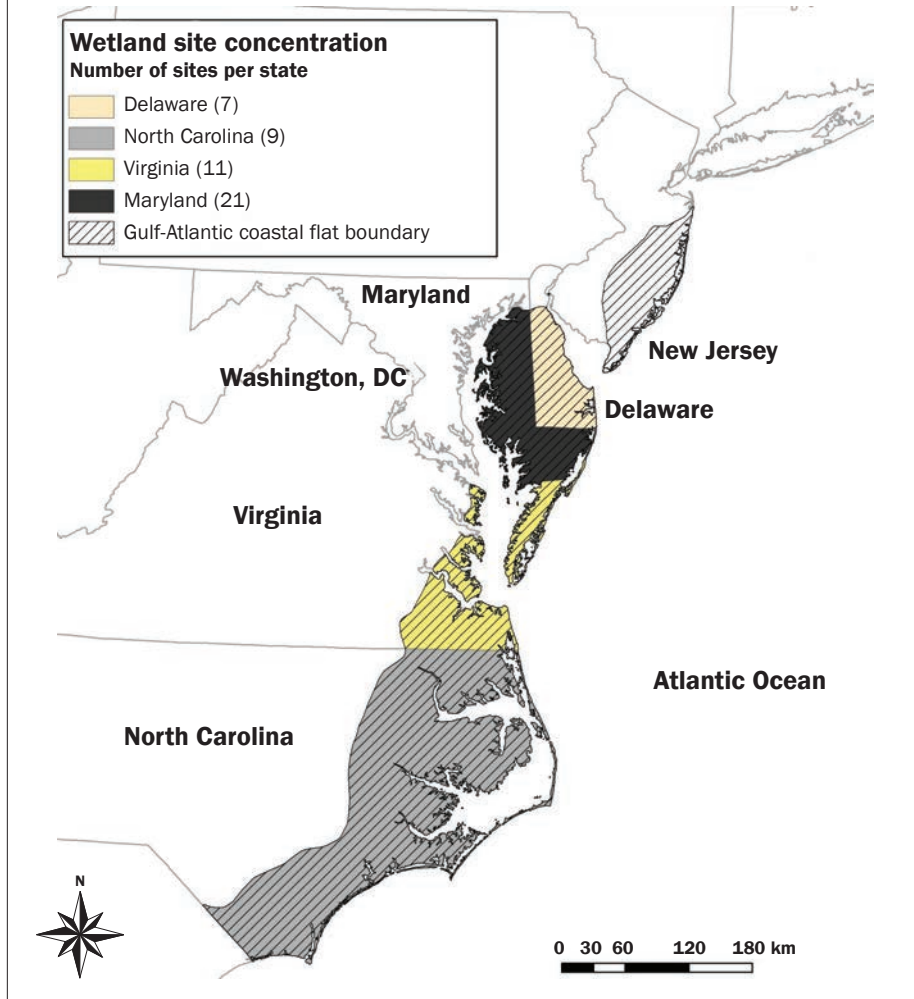 Wetland site concentration
Number of sites per state
Delaware (7)
North Carolina (9)
Virginia (11)
Maryland (21)
Gulf-Atlantic coastal flat boundary
Maryland
New Jersey
Washington, DC
Delaware
Virginia
Atlantic Ocean
North Carolina
N
0 30 60 120 180 km